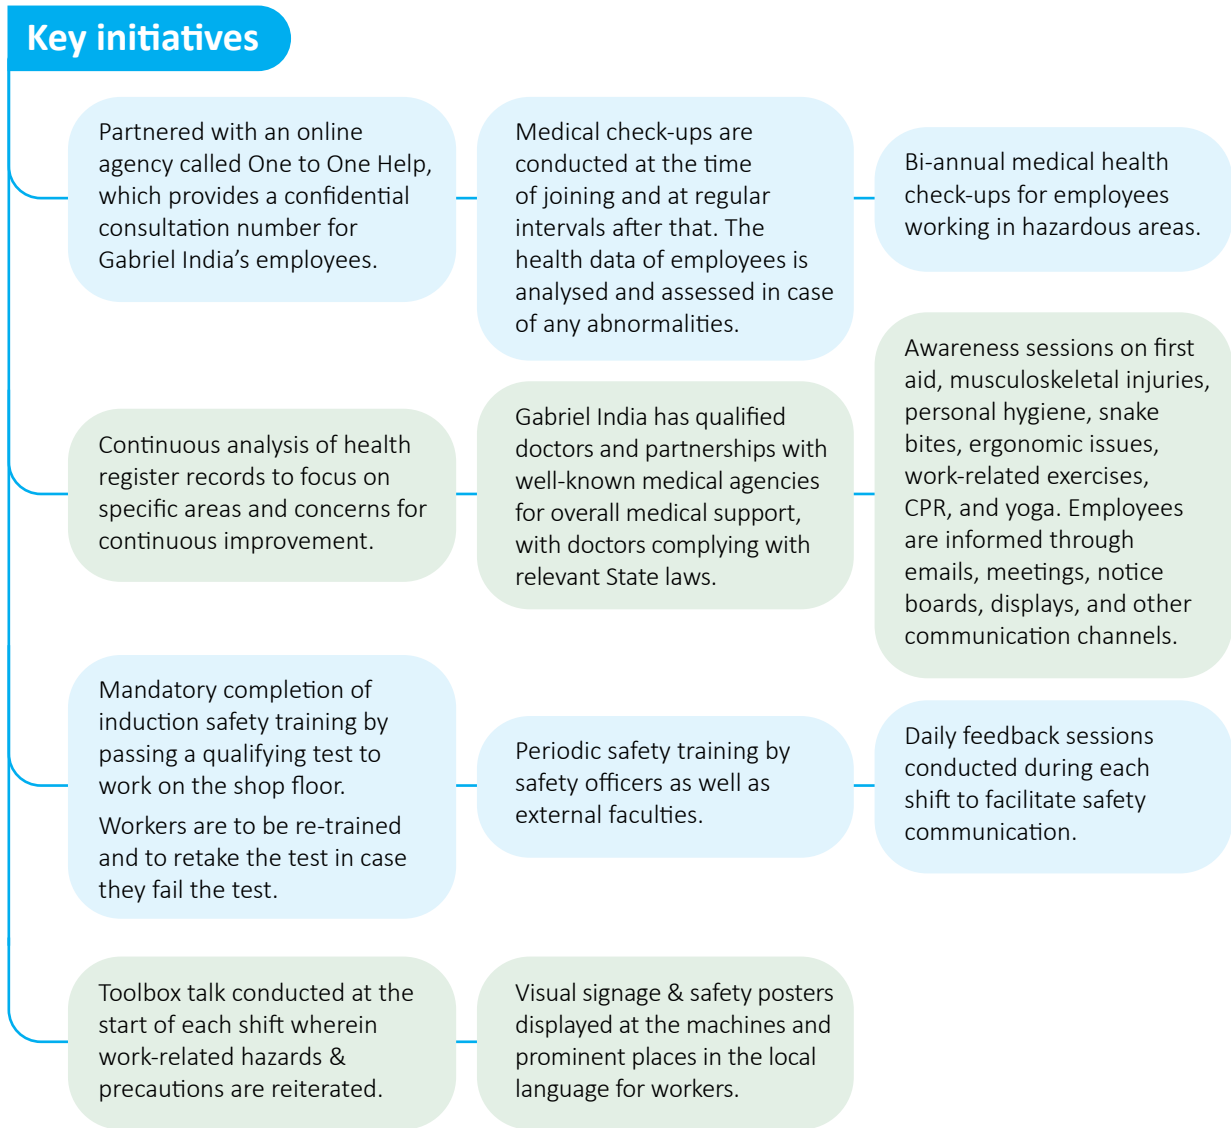 Key initiatives
Partnered with an online
agency called One to One Help,
which provides a confidential
consultation number for
Gabriel India’s employees.
Medical check-ups are
conducted at the time
of joining and at regular
intervals after that. The
health data of employees is
analysed and assessed in case
of any abnormalities.
Bi-annual medical health
check-ups for employees
working in hazardous areas.
Continuous analysis of health
register records to focus on
specific areas and concerns for
continuous improvement.
Gabriel India has qualified
doctors and partnerships with
well-known medical agencies
for overall medical support,
with doctors complying with
relevant State laws.
Awareness sessions on first
aid, musculoskeletal injuries,
personal hygiene, snake
bites, ergonomic issues,
work-related exercises,
CPR, and yoga. Employees
are informed through
emails, meetings, notice
boards, displays, and other
communication channels.
Mandatory completion of
induction safety training by
passing a qualifying test to
work on the shop floor.
Workers are to be re-trained
and to retake the test in case
they fail the test.
Periodic safety training by
safety officers as well as
external faculties.
Daily feedback sessions
conducted during each
shift to facilitate safety
communication.
Toolbox talk conducted at the
start of each shift wherein
work-related hazards &
precautions are reiterated.
Visual signage & safety posters
displayed at the machines and
prominent places in the local
language for workers.